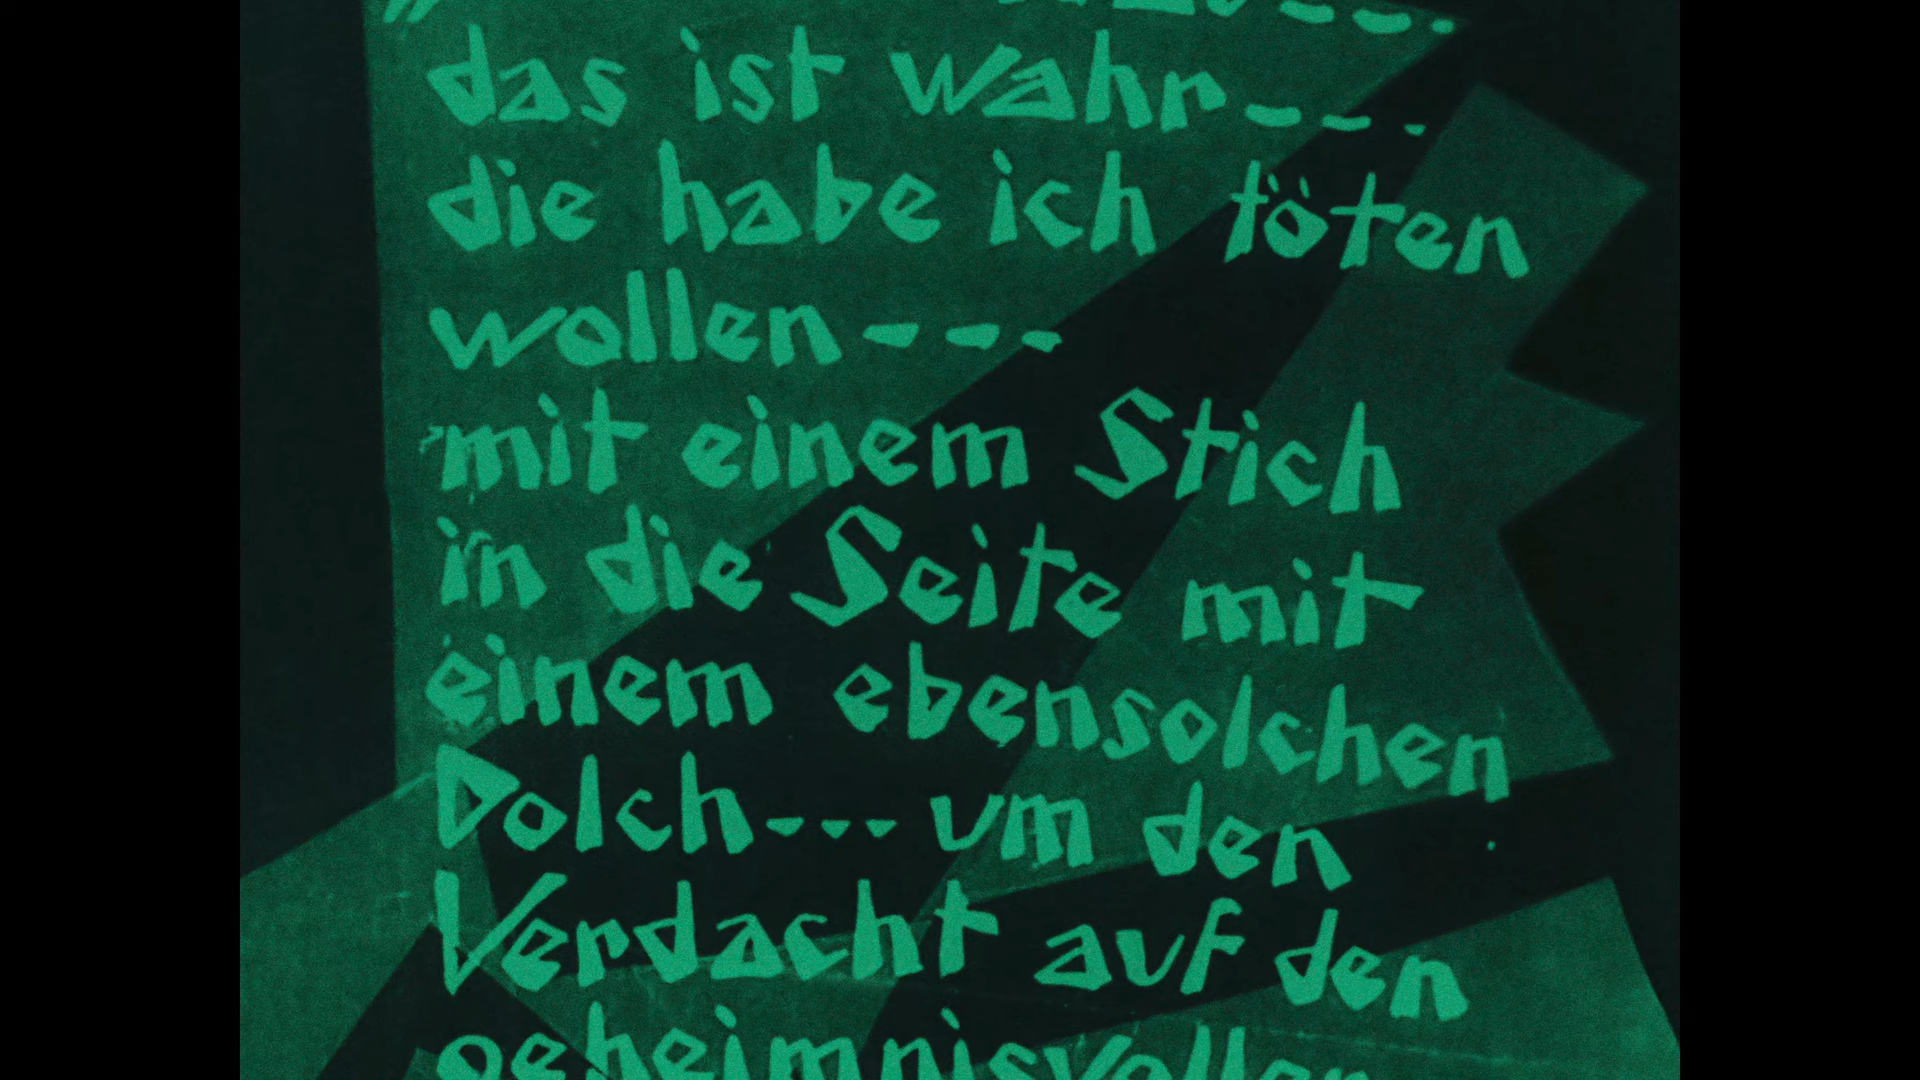 das ist wahr - - -
die habe ich töten
wollen - - -
mit einem Stich
in die Seite mit
einem ebensolchen
Dolch - - - um den
Verdacht auf den
geheimnisvollen